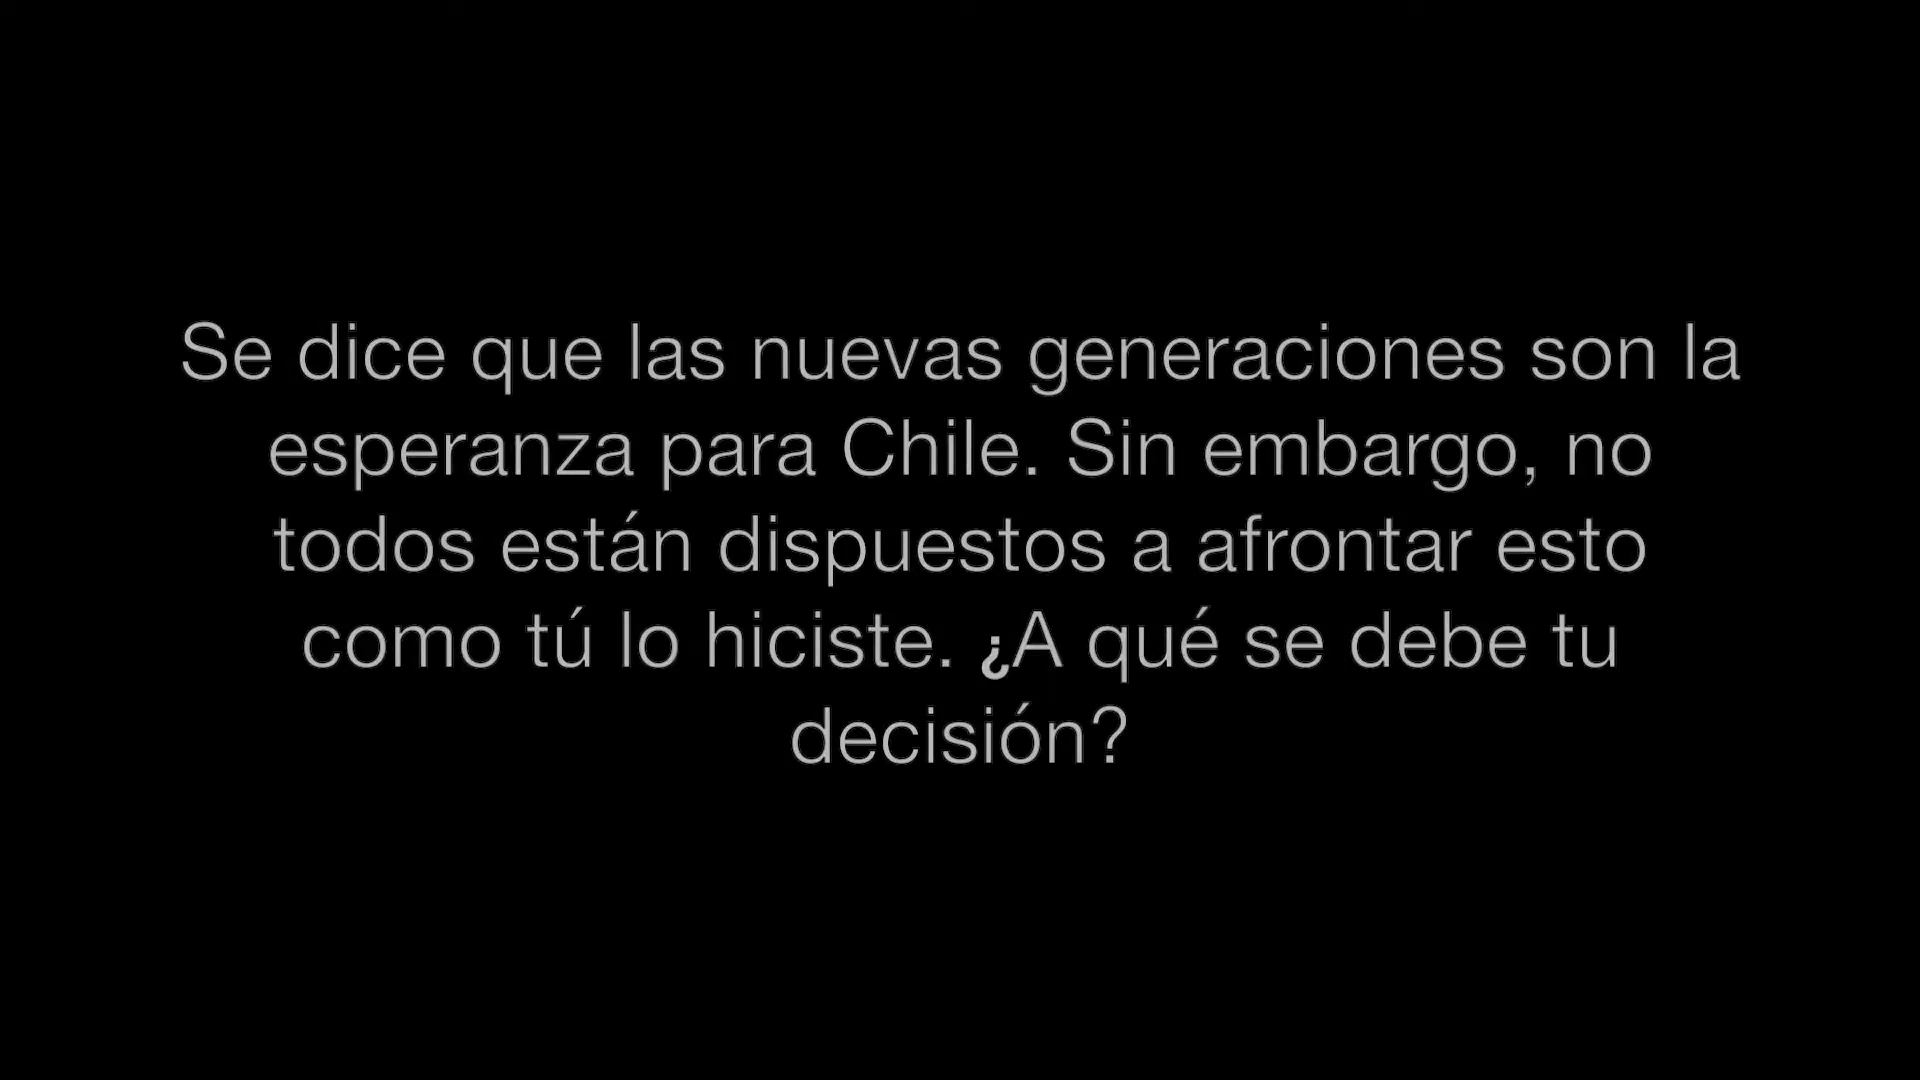 Se dice que las nuevas generaciones son la
esperanza para Chile. Sin embargo, no
todos están dispuestos a afrontar esto
como tú lo hiciste. ¿A qué se debe tu
decisión?